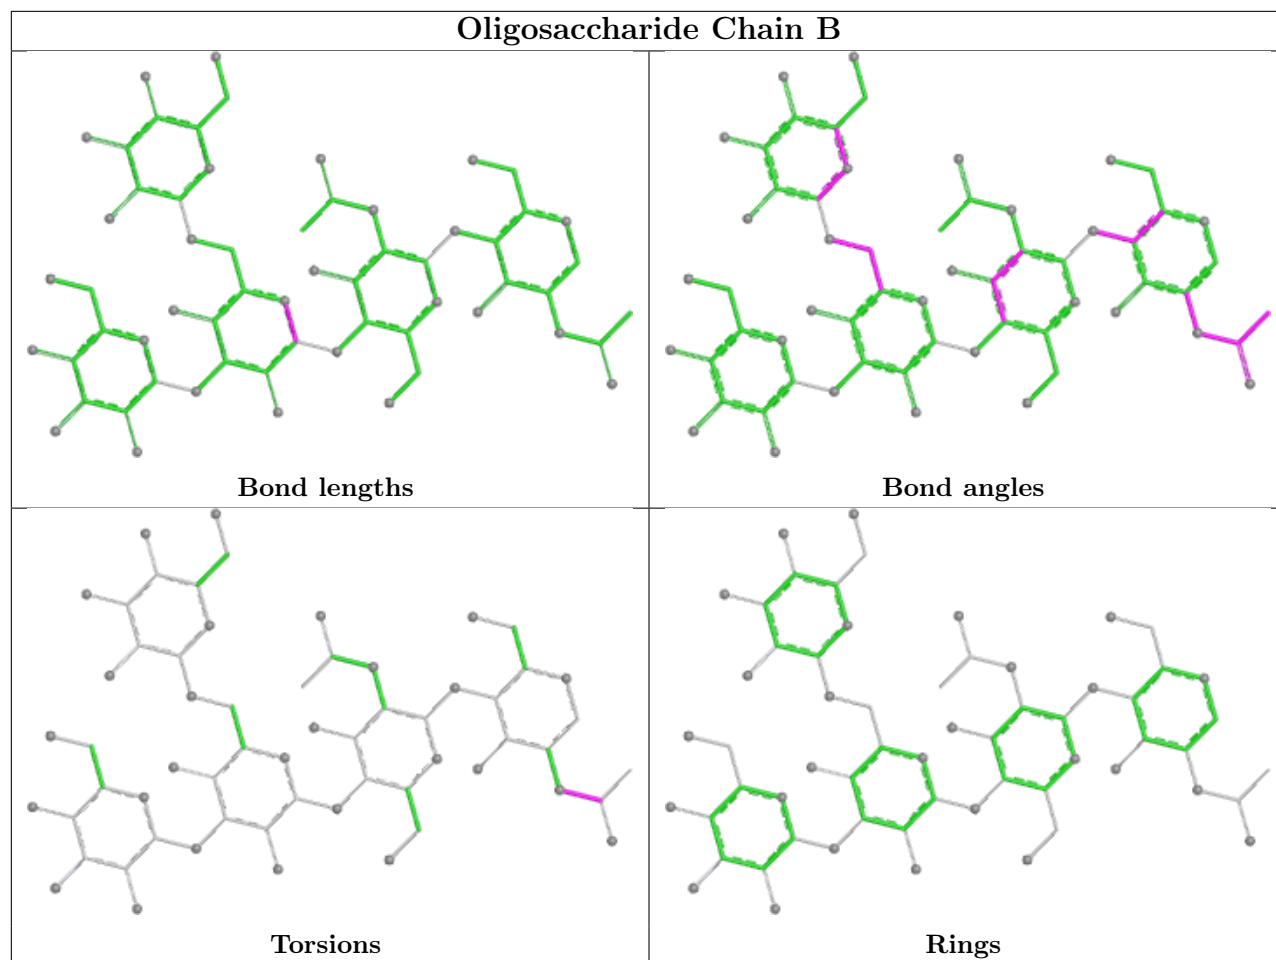 Oligosaccharide Chain B
Bond lengths
Bond angles
Torsions
Rings